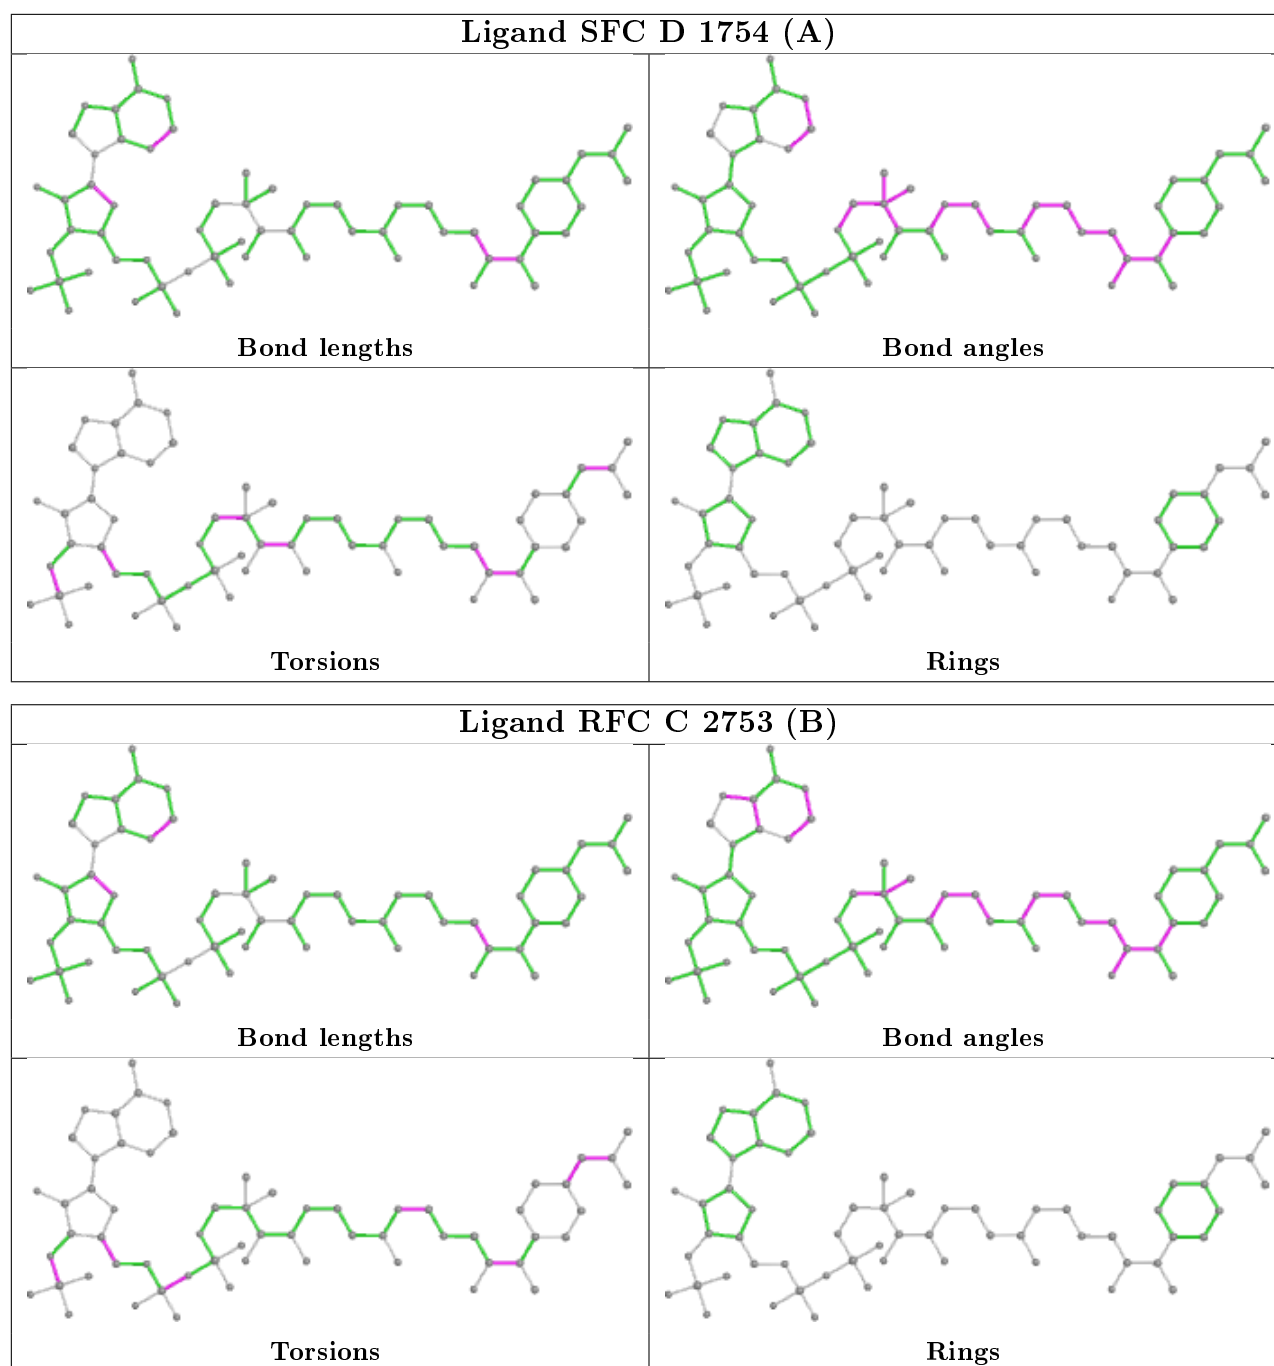 Ligand SFC D 1754 (A)
Bond lengths
Bond angles
Torsions
Rings
Ligand RFC C 2753 (B)
Bond lengths
Bond angles
Torsions
Rings